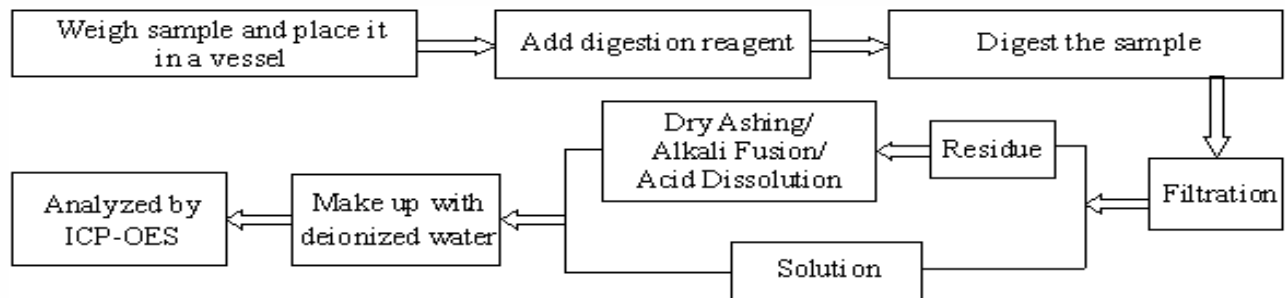 Weigh sample and place it
in a vessel
Add digestion reagent
Digest the sample
Filtration
Residue
Dry Ashing/
Alkali Fusion/
Acid Dissolution
Solution
Make up with
deionized water
Analyzed by
ICP-OES